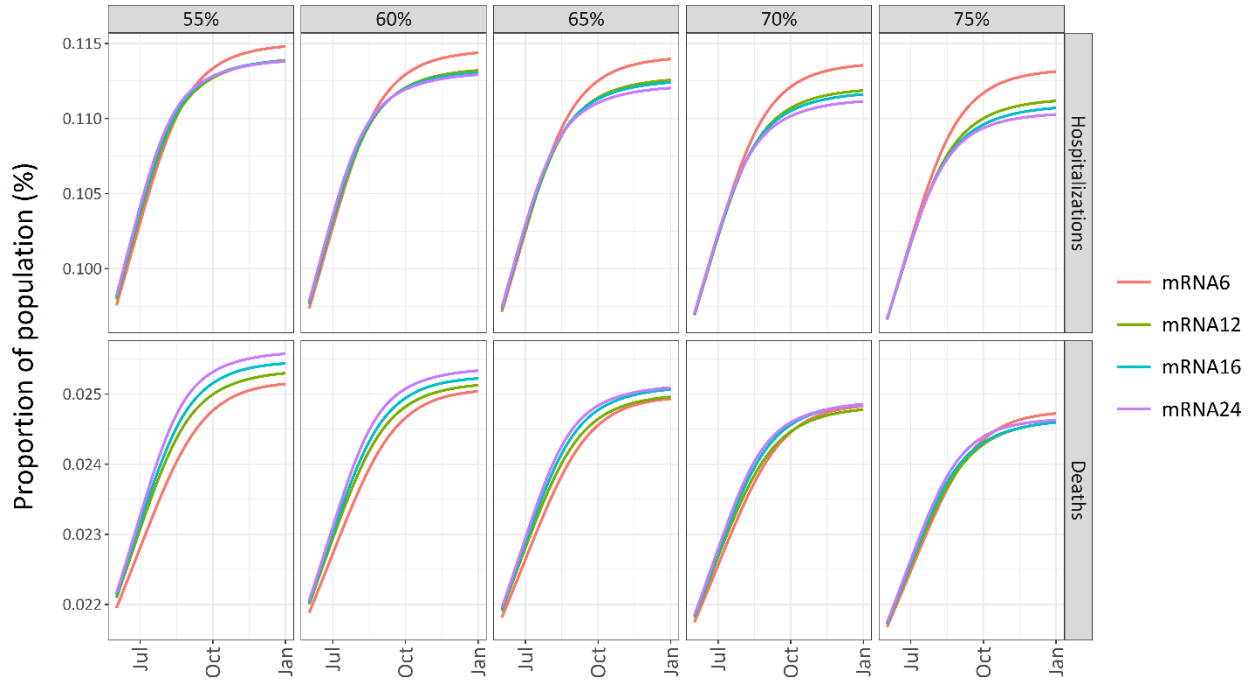 55% 60% 65% 70% 75%
Proportion of population (%)
0.115
0.110
0.105
0.100
Hospitalizations
0.025
0.024
0.023
0.022
Deaths
Jul Oct Jan Jul Oct Jan Jul Oct Jan Jul Oct Jan Jul Oct Jan
mRNA6
mRNA12
mRNA16
mRNA24